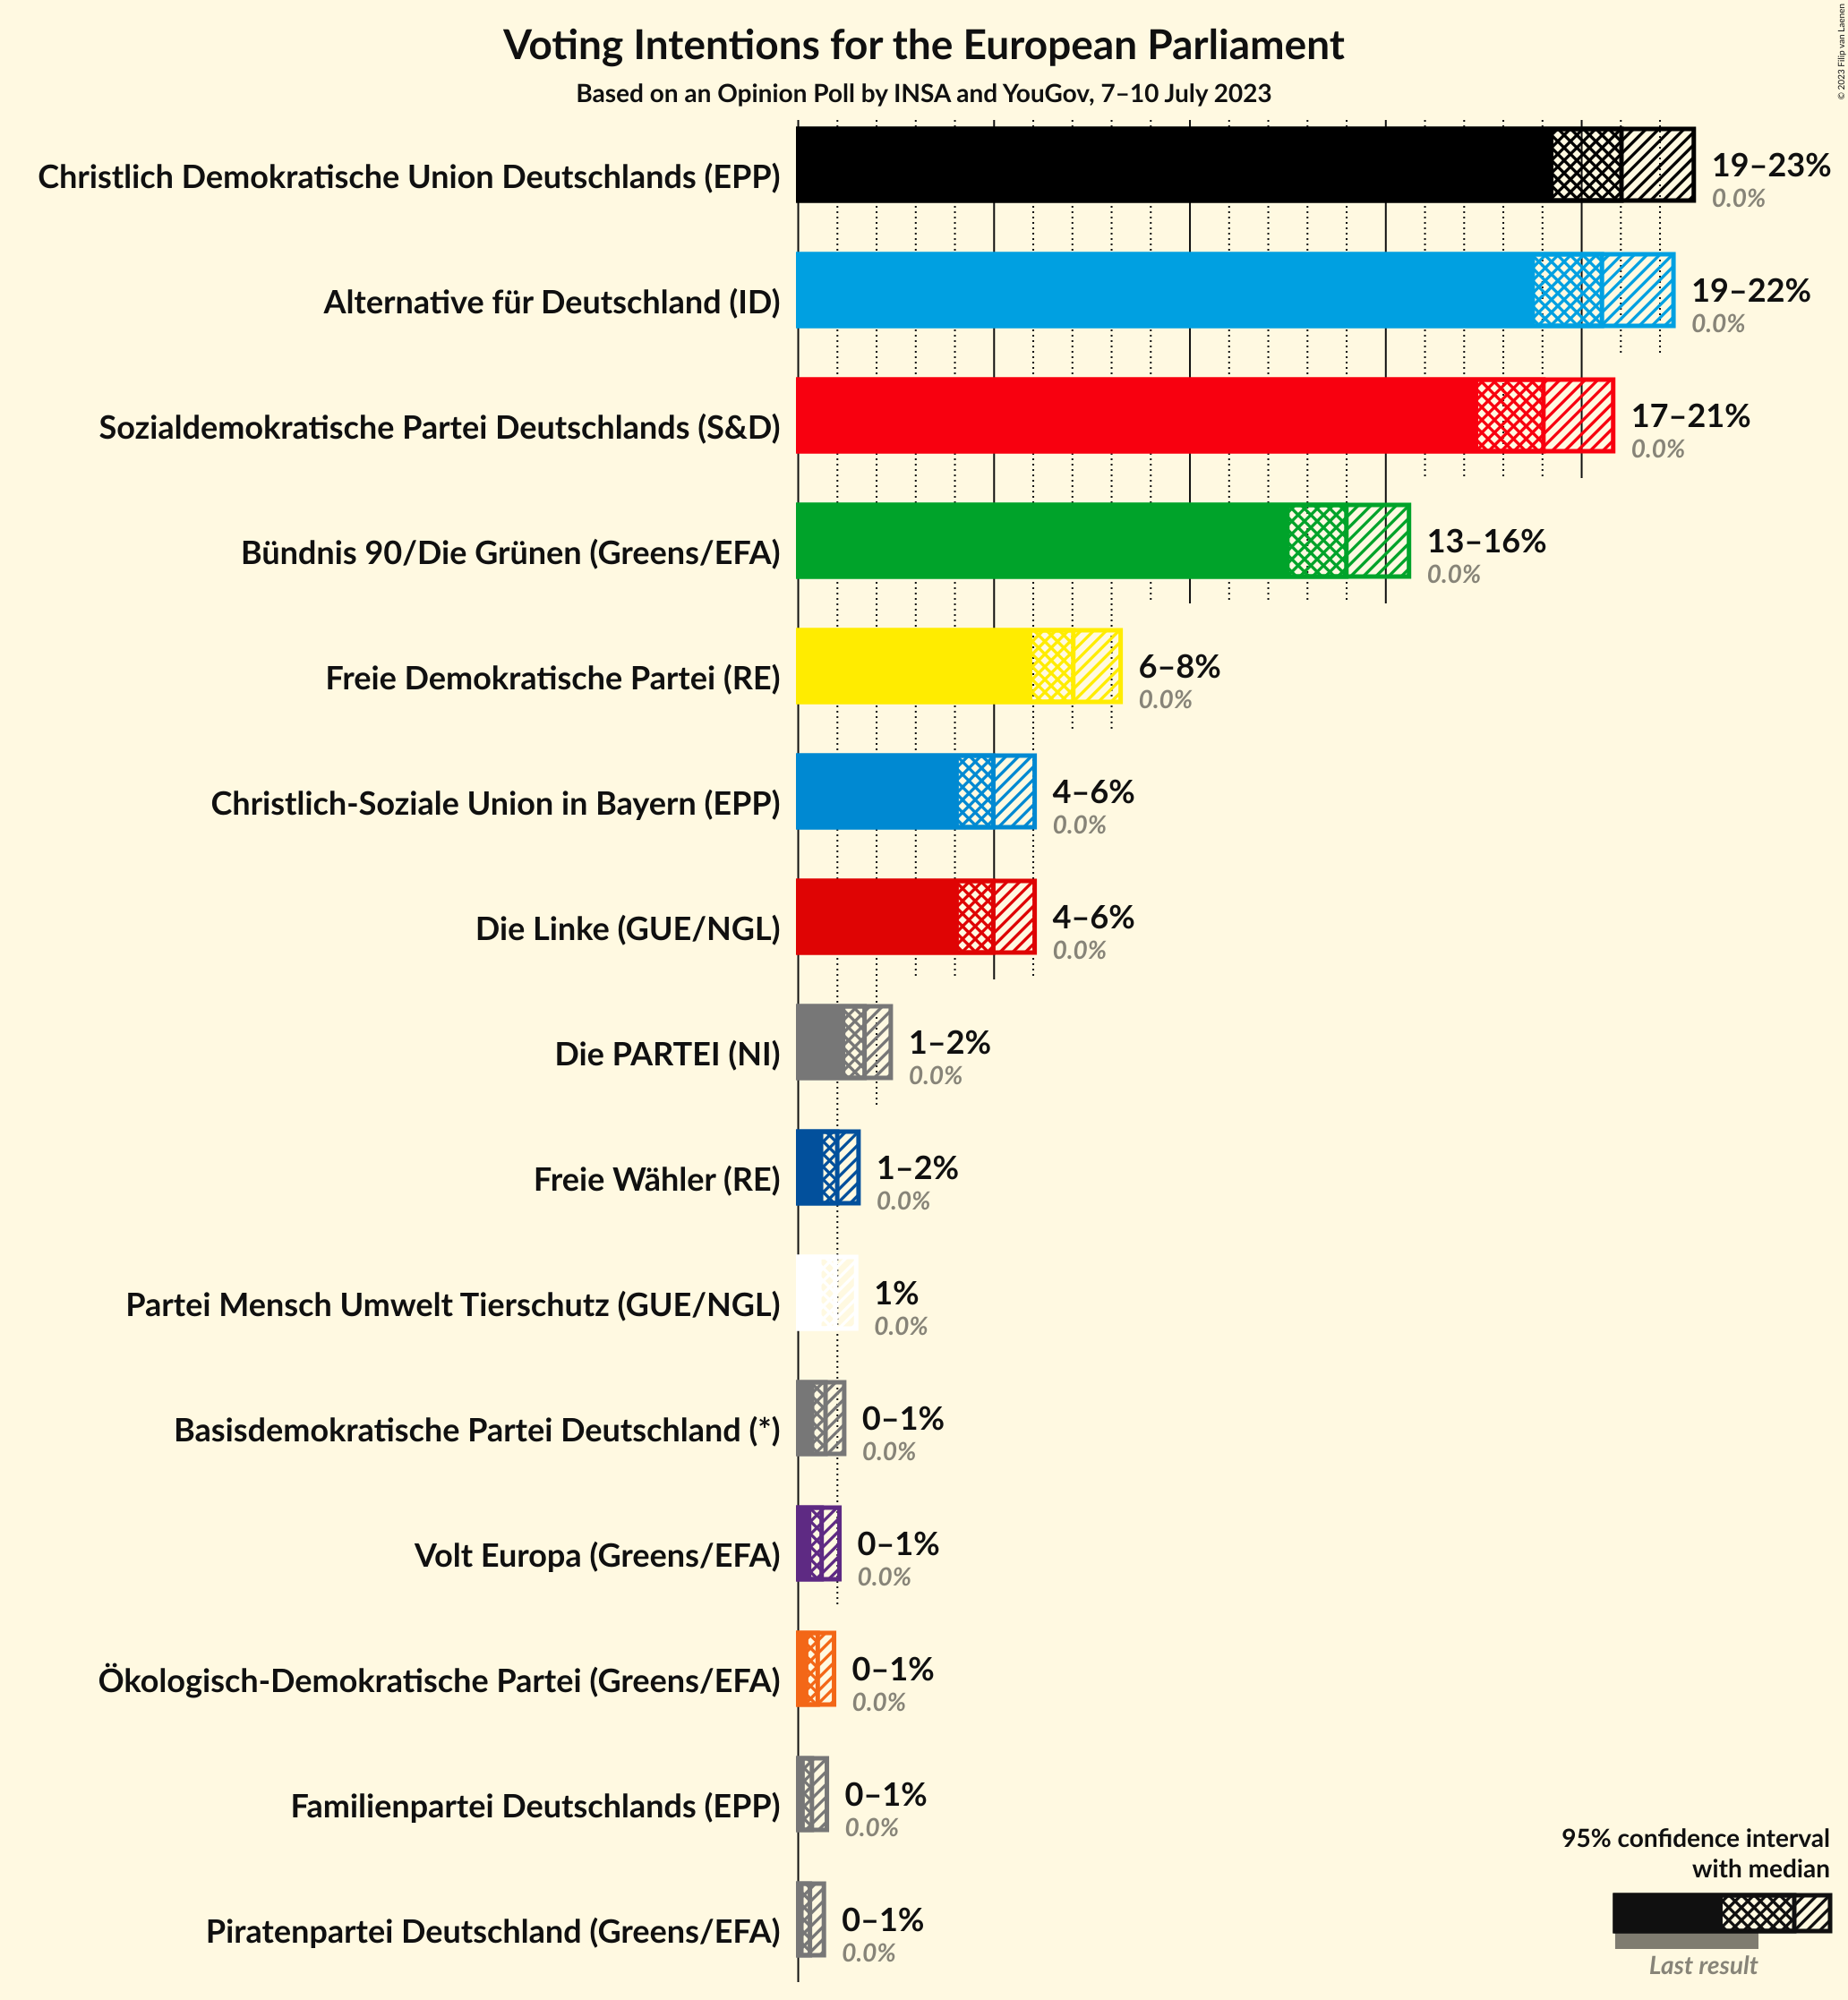 Voting Intentions for the European Parliament
Based on an Opinion Poll by INSA and YouGov, 7–10 July 2023
© 2023 Filip van Laenen
Christlich Demokratische Union Deutschlands (EPP)
19–23%
0.0%
Alternative für Deutschland (ID)
19–22%
0.0%
Sozialdemokratische Partei Deutschlands (S&D)
17–21%
0.0%
Bündnis 90/Die Grünen (Greens/EFA)
13–16%
0.0%
Freie Demokratische Partei (RE)
6–8%
0.0%
Christlich-Soziale Union in Bayern (EPP)
4–6%
0.0%
Die Linke (GUE/NGL)
4–6%
0.0%
Die PARTEI (NI)
1–2%
0.0%
Freie Wähler (RE)
1–2%
0.0%
Partei Mensch Umwelt Tierschutz (GUE/NGL)
1%
0.0%
Basisdemokratische Partei Deutschland (*)
0–1%
0.0%
Volt Europa (Greens/EFA)
0–1%
0.0%
Ökologisch-Demokratische Partei (Greens/EFA)
0–1%
0.0%
Familienpartei Deutschlands (EPP)
0–1%
0.0%
Piratenpartei Deutschland (Greens/EFA)
0–1%
0.0%
95% confidence interval
with median
Last result